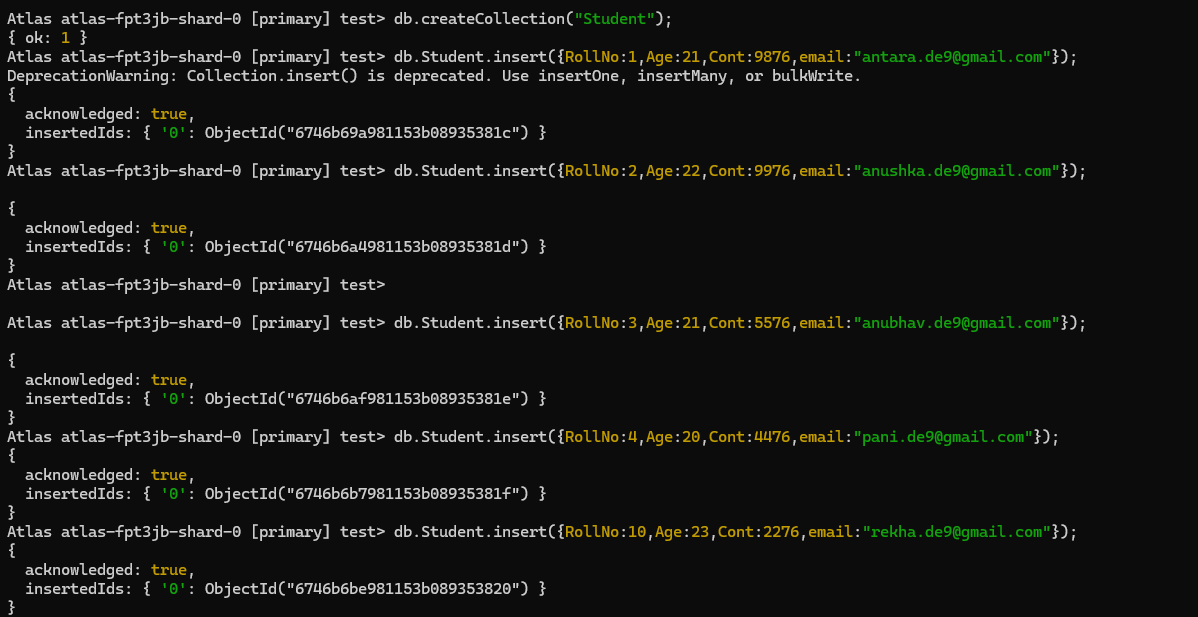 Atlas atlas-fpt3jb-shard-0 [primary] test> db.createCollection("Student");
{ ok: 1 }
Atlas atlas-fpt3jb-shard-0 [primary] test> db.Student.insert({RollNo:1,Age:21,Cont:9876,email:"antara.de9@gmail.com"});
DeprecationWarning: Collection.insert() is deprecated. Use insertOne, insertMany, or bulkWrite.
{
  acknowledged: true,
  insertedIds: { '0': ObjectId("6746b69a981153b08935381c") }
}
Atlas atlas-fpt3jb-shard-0 [primary] test> db.Student.insert({RollNo:2,Age:22,Cont:9976,email:"anushka.de9@gmail.com"});

{
  acknowledged: true,
  insertedIds: { '0': ObjectId("6746b6a4981153b08935381d") }
}
Atlas atlas-fpt3jb-shard-0 [primary] test>

Atlas atlas-fpt3jb-shard-0 [primary] test> db.Student.insert({RollNo:3,Age:21,Cont:5576,email:"anubhav.de9@gmail.com"});

{
  acknowledged: true,
  insertedIds: { '0': ObjectId("6746b6af981153b08935381e") }
}
Atlas atlas-fpt3jb-shard-0 [primary] test> db.Student.insert({RollNo:4,Age:20,Cont:4476,email:"pani.de9@gmail.com"});
{
  acknowledged: true,
  insertedIds: { '0': ObjectId("6746b6b7981153b08935381f") }
}
Atlas atlas-fpt3jb-shard-0 [primary] test> db.Student.insert({RollNo:10,Age:23,Cont:2276,email:"rekha.de9@gmail.com"});
{
  acknowledged: true,
  insertedIds: { '0': ObjectId("6746b6be981153b089353820") }
}